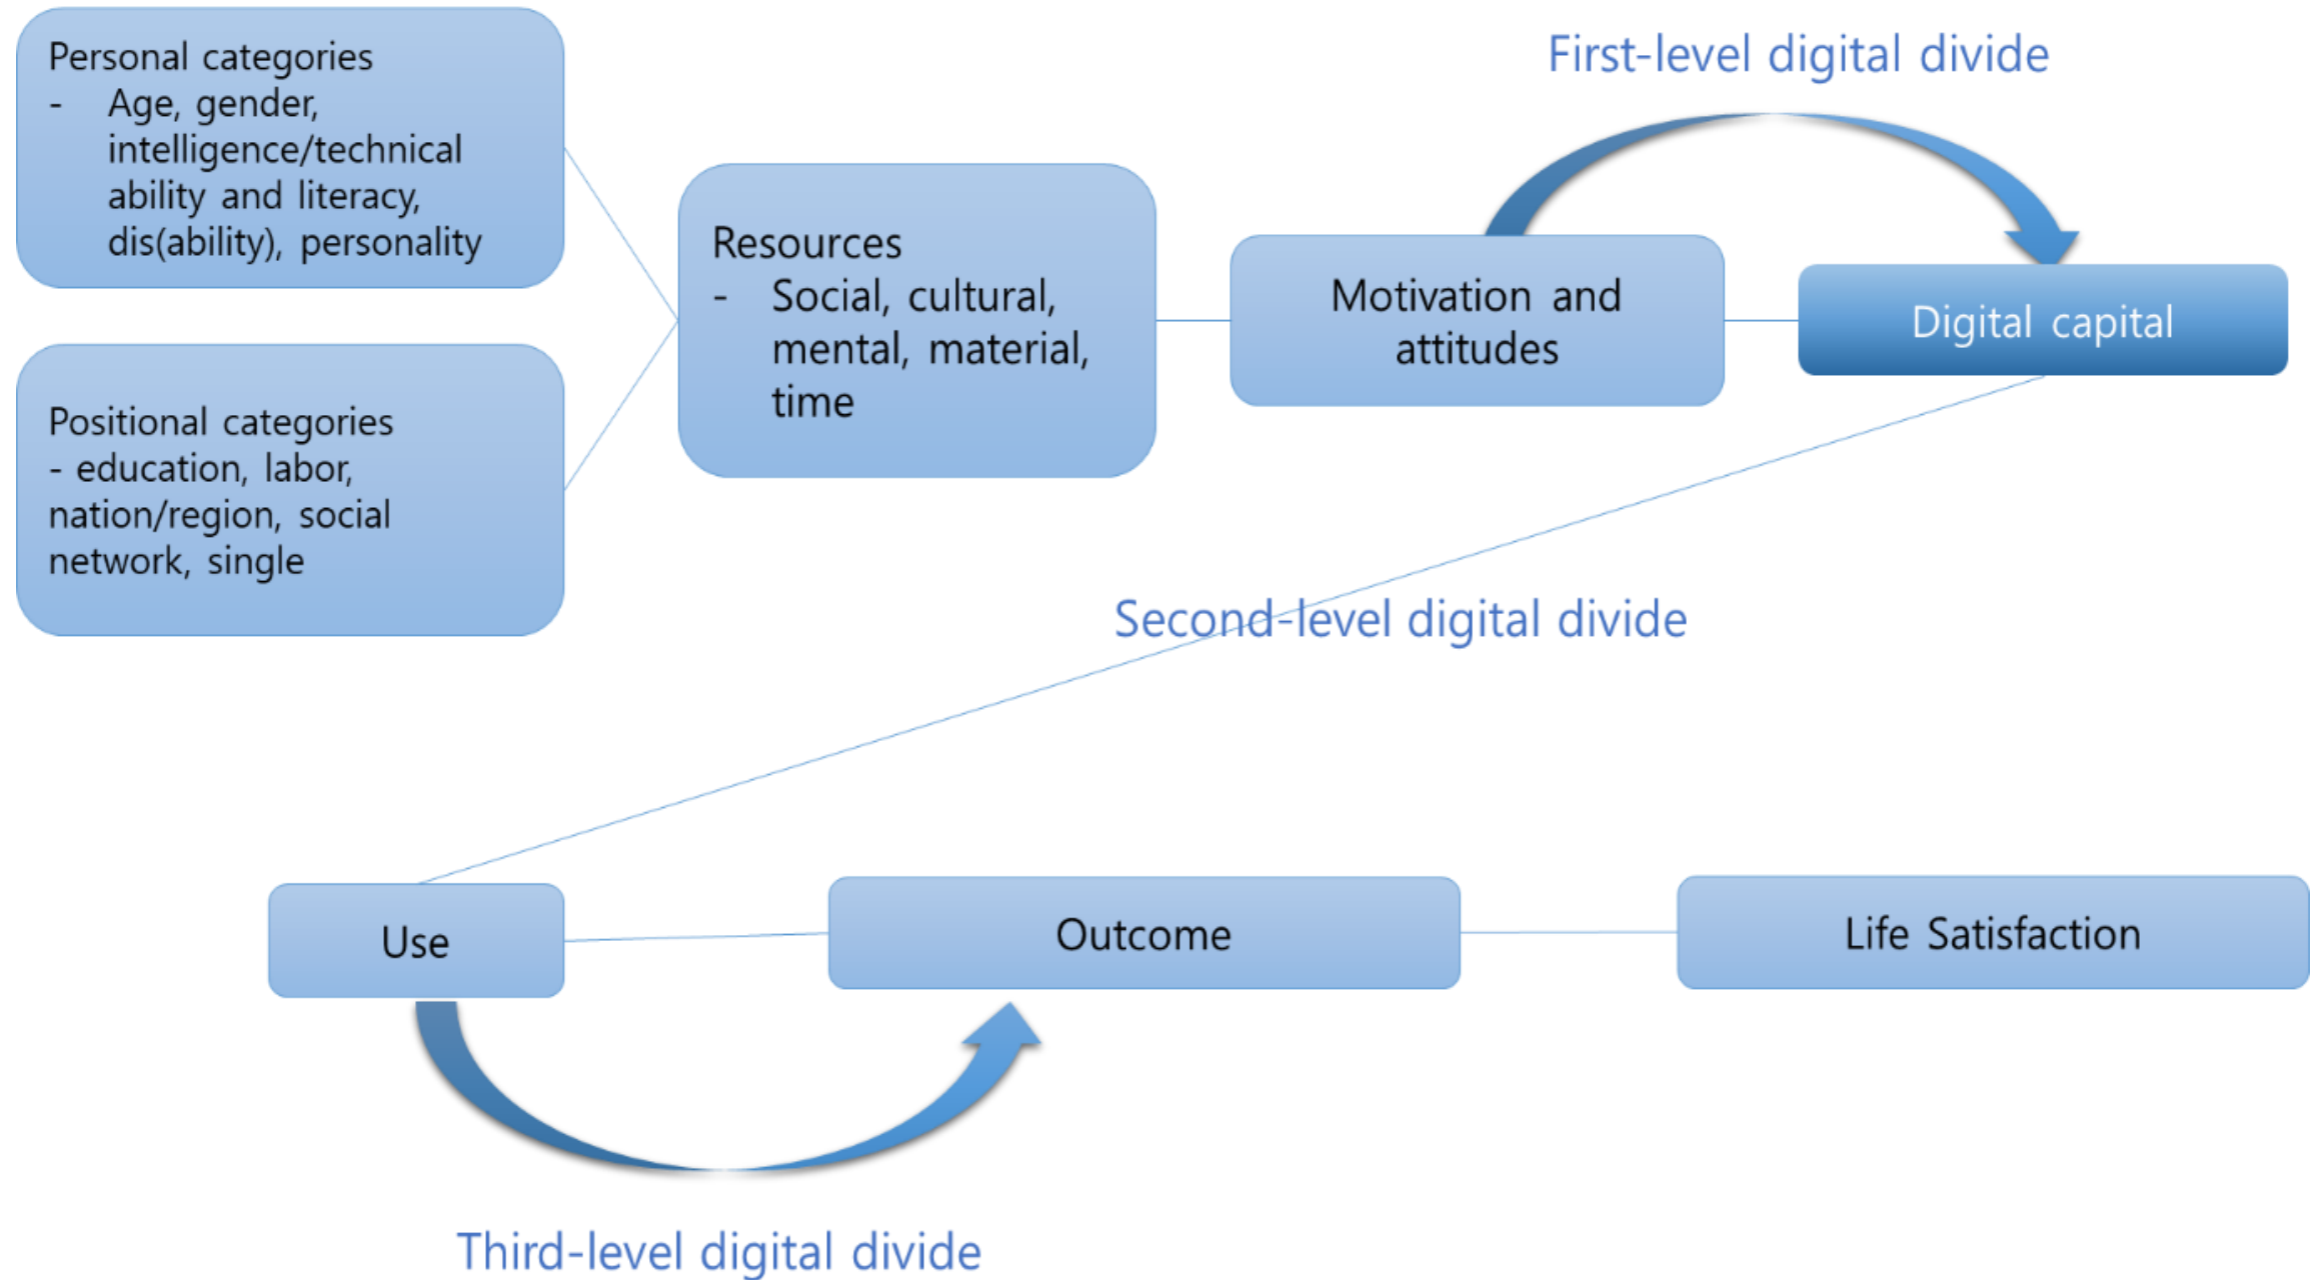 Personal categories
- Age, gender,
intelligence/technical
ability and literacy,
dis(ability), personality
Positional categories
- education, labor,
nation/region, social
network, single
Resources
- Social, cultural,
mental, material,
time
First-level digital divide
Motivation and
attitudes
Digital capital
Second-level digital divide
Use
Outcome
Life Satisfaction
Third-level digital divide